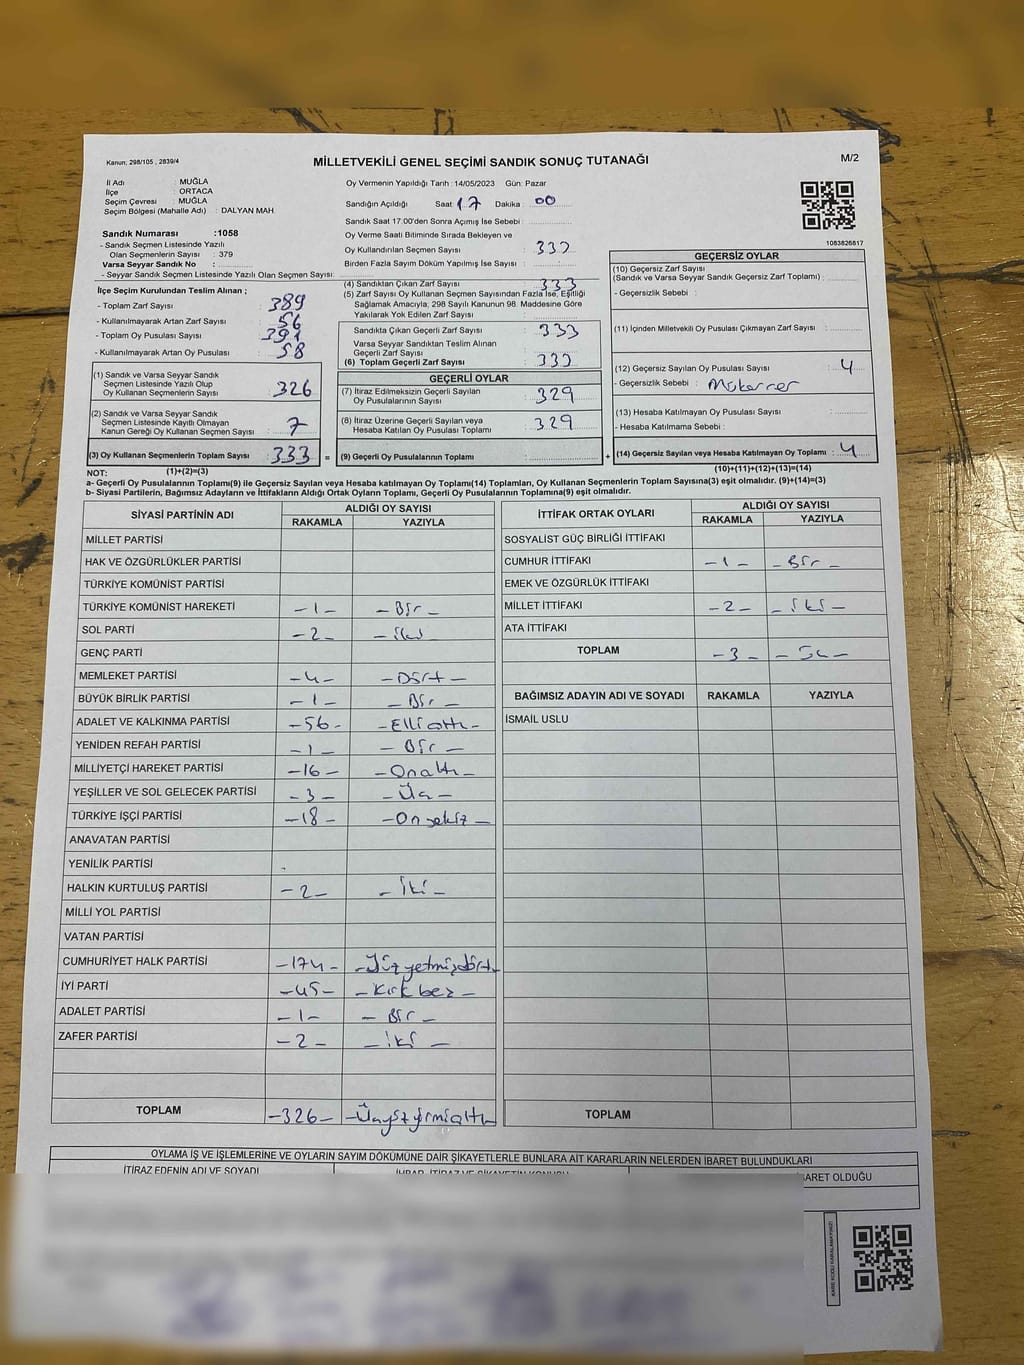 Kanun, 298/105 , 2839/4
MİLLETVEKİLİ GENEL SEÇİMİ SANDIK SONUÇ TUTANAĞI
M/2
İl Adı : MUĞLA
İlçe : ORTACA
Seçim Çevresi : MUĞLA
Seçim Bölgesi (Mahalle Adı) : DALYAN MAH.
Sandık Numarası :1058
- Sandık Seçmen Listesinde Yazılı
Olan Seçmenlerin Sayısı : 379
Varsa Seyyar Sandık No :
- Seyyar Sandık Seçmen Listesinde Yazılı Olan Seçmen Sayısı:
İlçe Seçim Kurulundan Teslim Alınan ;
- Toplam Zarf Sayısı : 389
- Kullanılmayarak Artan Zarf Sayısı : 56
- Toplam Oy Pusulası Sayısı : 391
- Kullanılmayarak Artan Oy Pusulası : 58
(1) Sandık ve Varsa Seyyar Sandık
Seçmen Listesinde Yazılı Olup
Oy Kullanan Seçmenlerin Sayısı : 326
(2) Sandık ve Varsa Seyyar Sandık
Seçmen Listesinde Kayıtlı Olmayan
Kanun Gereği Oy Kullanan Seçmen Sayısı : 7
(3) Oy Kullanan Seçmenlerin Toplam Sayısı : 333 =
Oy Vermenin Yapıldığı Tarih : 14/05/2023 Gün: Pazar
Sandığın Açıldığı Saat : 17 Dakika : 00
Sandık Saat 17.00'den Sonra Açımış İse Sebebi :
Oy Verme Saati Bitiminde Sırada Bekleyen ve
Oy Kullandırılan Seçmen Sayısı : 333
Birden Fazla Sayım Döküm Yapılmış İse Sayısı :
(4) Sandıktan Çıkan Zarf Sayısı : 333
(5) Zarf Sayısı Oy Kullanan Seçmen Sayısından Fazla İse, Eşitliği
Sağlamak Amacıyla, 298 Sayılı Kanunun 98. Maddesine Göre
Yakılarak Yok Edilen Zarf Sayısı :
Sandıkta Çıkan Geçerli Zarf Sayısı : 333
Varsa Seyyar Sandıktan Teslim Alınan
Geçerli Zarf Sayısı :
(6) Toplam Geçerli Zarf Sayısı : 333
GEÇERLİ OYLAR
(7) İtiraz Edilmeksizin Geçerli Sayılan
Oy Pusulalarının Sayısı : 329
(8) İtiraz Üzerine Geçerli Sayılan veya
Hesaba Katılan Oy Pusulası Toplamı : 329
(9) Geçerli Oy Pusulalarının Toplamı : +
1083826817
GEÇERSİZ OYLAR
(10) Geçersiz Zarf Sayısı
(Sandık ve Varsa Seyyar Sandık Geçersiz Zarf Toplamı) :
- Geçersizlik Sebebi :
(11) İçinden Milletvekili Oy Pusulası Çıkmayan Zarf Sayısı :
(12) Geçersiz Sayılan Oy Pusulası Sayısı : 4
- Geçersizlik Sebebi : Mükerrer
(13) Hesaba Katılmayan Oy Pusulası Sayısı :
- Hesaba Katılmama Sebebi :
(14) Geçersiz Sayılan veya Hesaba Katılmayan Oy Toplamı : 4
NOT: (1)+(2)=(3) (10)+(11)+(12)+(13)=(14)
a- Geçerli Oy Pusulalarının Toplamı(9) ile Geçersiz Sayılan veya Hesaba katılmayan Oy Toplamı(14) Toplamları, Oy Kullanan Seçmenlerin Toplam Sayısına(3) eşit olmalıdır. (9)+(14)=(3)
b- Siyasi Partilerin, Bağımsız Adayların ve İttifakların Aldığı Ortak Oyların Toplamı, Geçerli Oy Pusulalarının Toplamına(9) eşit olmalıdır.
SİYASİ PARTİNİN ADI ALDIĞI OY SAYISI
RAKAMLA YAZIYLA
MİLLET PARTİSİ
HAK VE ÖZGÜRLÜKLER PARTİSİ
TÜRKİYE KOMÜNİST PARTİSİ
TÜRKİYE KOMÜNİST HAREKETİ -1- -Bir-
SOL PARTİ -2- -iki
GENÇ PARTİ
MEMLEKET PARTİSİ -4- -Dört-
BÜYÜK BİRLİK PARTİSİ -1- -Bir-
ADALET VE KALKINMA PARTİSİ -56- -Elli altı-
YENİDEN REFAH PARTİSİ -1- -Bir-
MİLLİYETÇİ HAREKET PARTİSİ -16- -Onaltı-
YEŞİLLER VE SOL GELECEK PARTİSİ -3- -Üç-
TÜRKİYE İŞÇİ PARTİSİ -18- -Onsekiz-
ANAVATAN PARTİSİ
YENİLİK PARTİSİ
HALKIN KURTULUŞ PARTİSİ -2- -İki-
MİLLİ YOL PARTİSİ
VATAN PARTİSİ
CUMHURİYET HALK PARTİSİ -174- -Yüzyetmişdört-
İYİ PARTİ -45- -Kırkbeş-
ADALET PARTİSİ -1- -Bir-
ZAFER PARTİSİ -2- -iki-
TOPLAM -326- -Üçyüzyirmialtı-
İTTİFAK ORTAK OYLARI ALDIĞI OY SAYISI
RAKAMLA YAZIYLA
SOSYALİST GÜÇ BİRLİĞİ İTTİFAKI
CUMHUR İTTİFAKI -1- -Bir-
EMEK VE ÖZGÜRLÜK İTTİFAKI
MİLLET İTTİFAKI -2- -iki-
ATA İTTİFAKI
TOPLAM -3- -Üç-
BAĞIMSIZ ADAYIN ADI VE SOYADI RAKAMLA YAZIYLA
İSMAİL USLU
TOPLAM
OYLAMA İŞ VE İŞLEMLERİNE VE OYLARIN SAYIM DÖKÜMÜNE DAİR ŞİKAYETLERLE BUNLARA AİT KARARLARIN NELERDEN İBARET BULUNDUKLARI
İTİRAZ EDENİN ADI VE SOYADI İHBAR, İTİRAZ VE ŞİKAYETİN KONUSU BARET OLDUĞU
KARE KODU KARALAMAYINIZ!